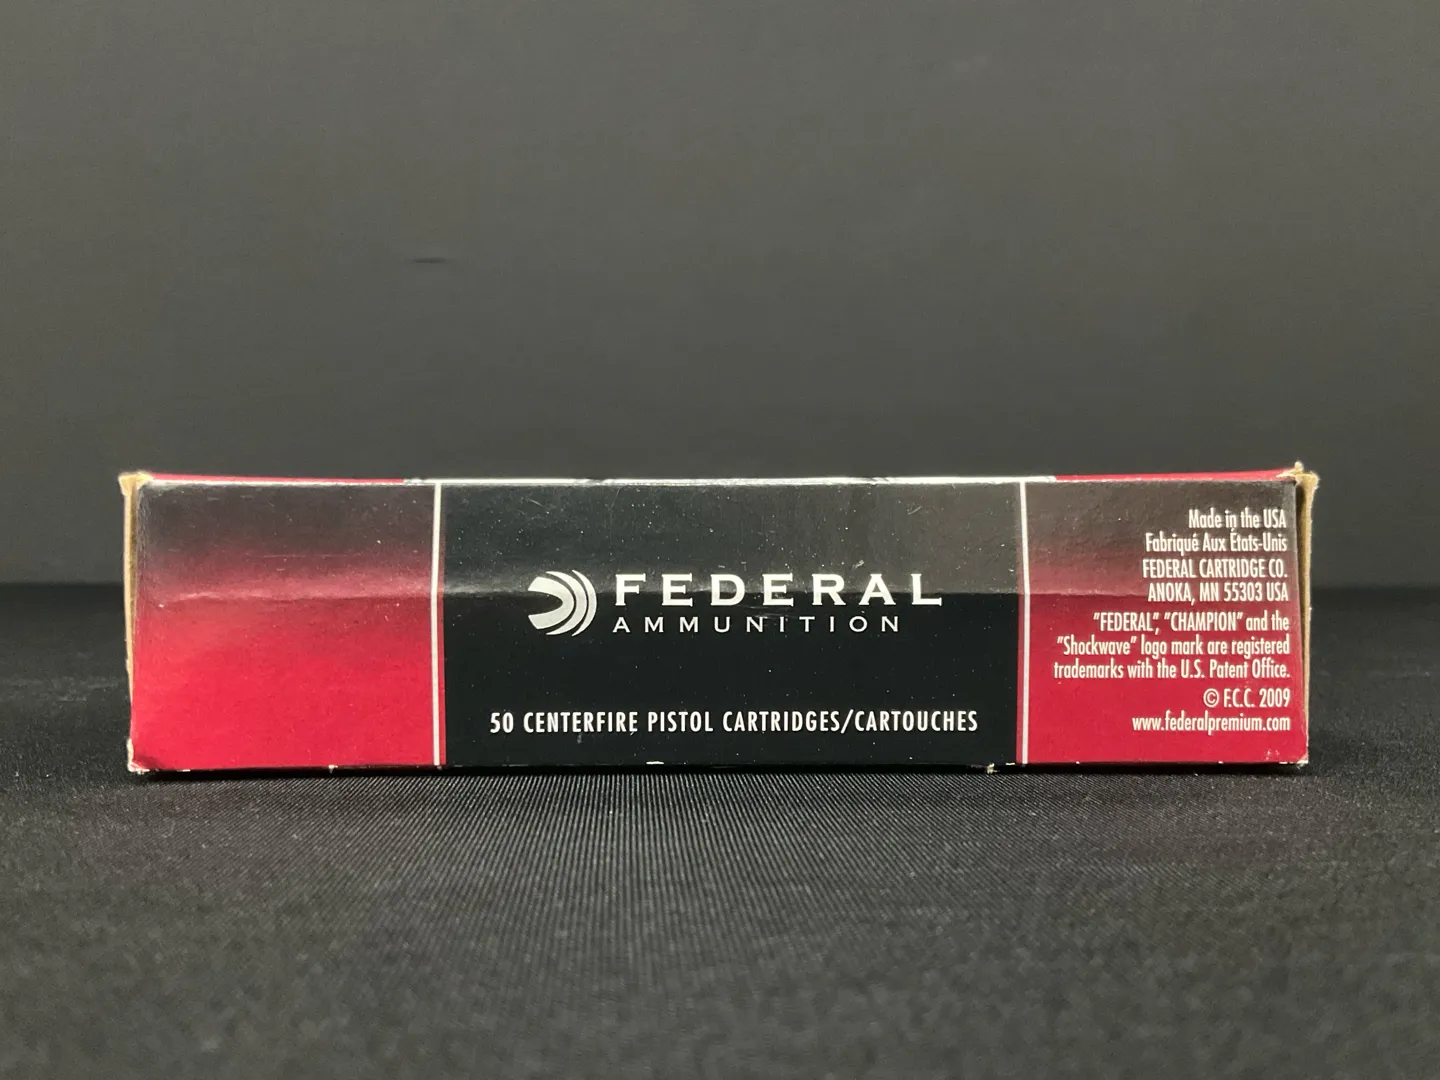 FEDERAL
AMMUNITION
50 CENTERFIRE PISTOL CARTRIDGES/CARTOUCHES
Made in the USA
Fabriqué Aux États-Unis
FEDERAL CARTRIDGE CO.
ANOKA, MN 55303 USA
"FEDERAL", "CHAMPION" and the
"Shockwave" logo mark are registered
trademarks with the U.S. Patent Office.
© F.C.C. 2009
www.federalpremium.com